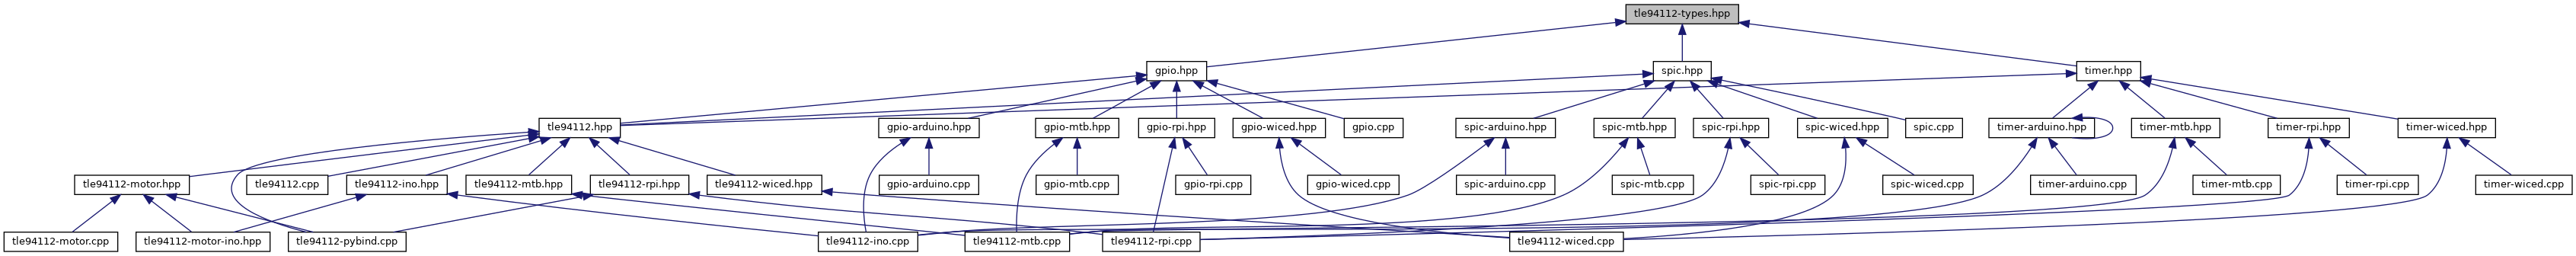 tle94112-types.hpp
gpio.hpp
spic.hpp
timer.hpp
tle94112.hpp
gpio-arduino.hpp
gpio-mtb.hpp
gpio-rpi.hpp
gpio-wiced.hpp
gpio.cpp
spic-arduino.hpp
spic-mtb.hpp
spic-rpi.hpp
spic-wiced.hpp
spic.cpp
timer-arduino.hpp
timer-mtb.hpp
timer-rpi.hpp
timer-wiced.hpp
tle94112-motor.hpp
tle94112.cpp
tle94112-ino.hpp
tle94112-mtb.hpp
tle94112-rpi.hpp
tle94112-wiced.hpp
gpio-arduino.cpp
gpio-mtb.cpp
gpio-rpi.cpp
gpio-wiced.cpp
spic-arduino.cpp
spic-mtb.cpp
spic-rpi.cpp
spic-wiced.cpp
timer-arduino.cpp
timer-mtb.cpp
timer-rpi.cpp
timer-wiced.cpp
tle94112-motor.cpp
tle94112-motor-ino.hpp
tle94112-pybind.cpp
tle94112-ino.cpp
tle94112-mtb.cpp
tle94112-rpi.cpp
tle94112-wiced.cpp